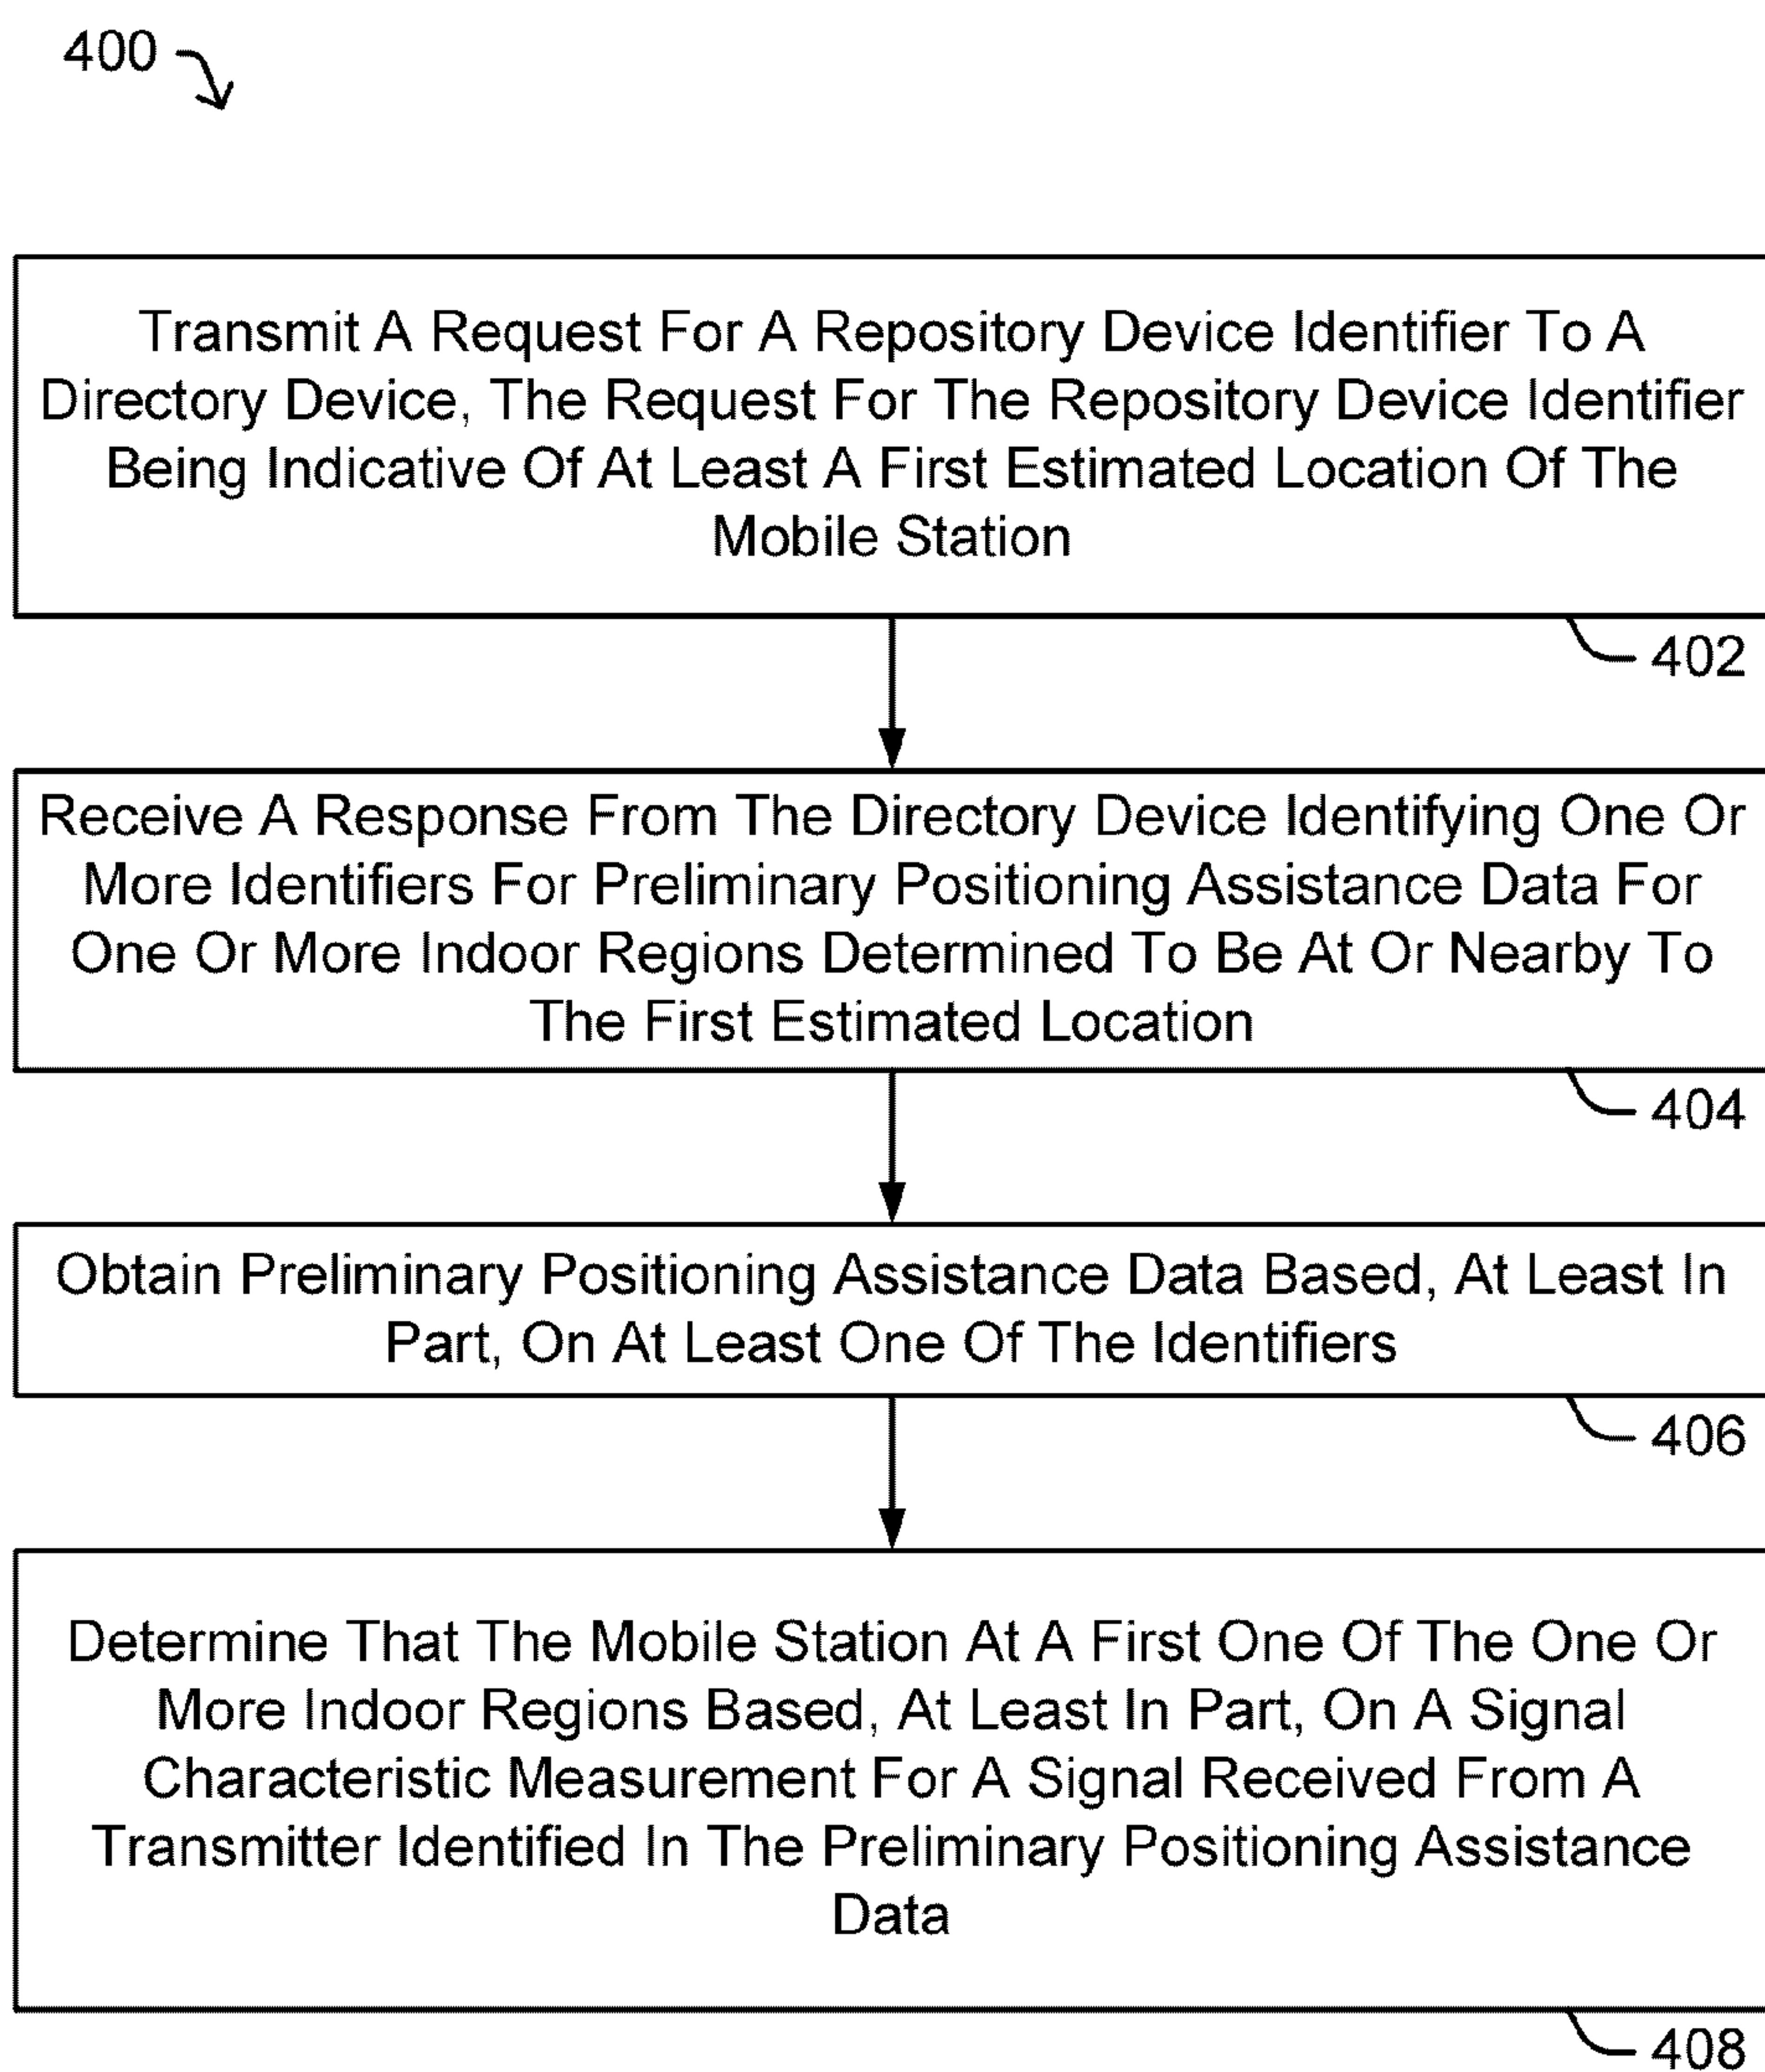 400
Transmit A Request For A Repository Device Identifier To A
Directory Device, The Request For The Repository Device Identifier
Being Indicative Of At Least A First Estimated Location Of The
Mobile Station
402
Receive A Response From The Directory Device Identifying One Or
More Identifiers For Preliminary Positioning Assistance Data For
One Or More Indoor Regions Determined To Be At Or Nearby To
The First Estimated Location
404
Obtain Preliminary Positioning Assistance Data Based, At Least In
Part, On At Least One Of The Identifiers
406
Determine That The Mobile Station At A First One Of The One Or
More Indoor Regions Based, At Least In Part, On A Signal
Characteristic Measurement For A Signal Received From A
Transmitter Identified In The Preliminary Positioning Assistance
Data
408